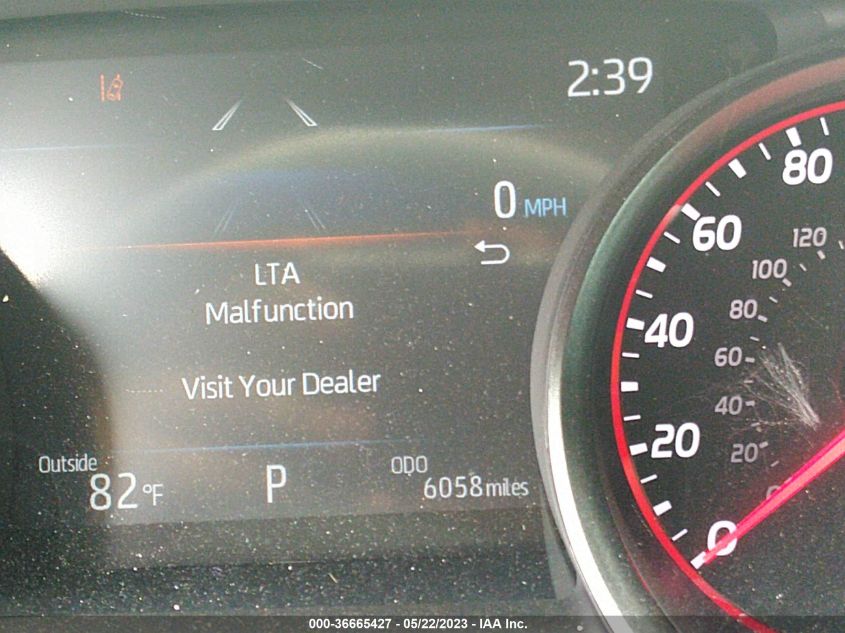 2:39
0 MPH
LTA
Malfunction
Visit Your Dealer
Outside
82°F
P
ODO
6058 miles
80
60
40
20
0
120
100
80
60
40
20
000-36665427 - 05/22/2023 - IAA Inc.